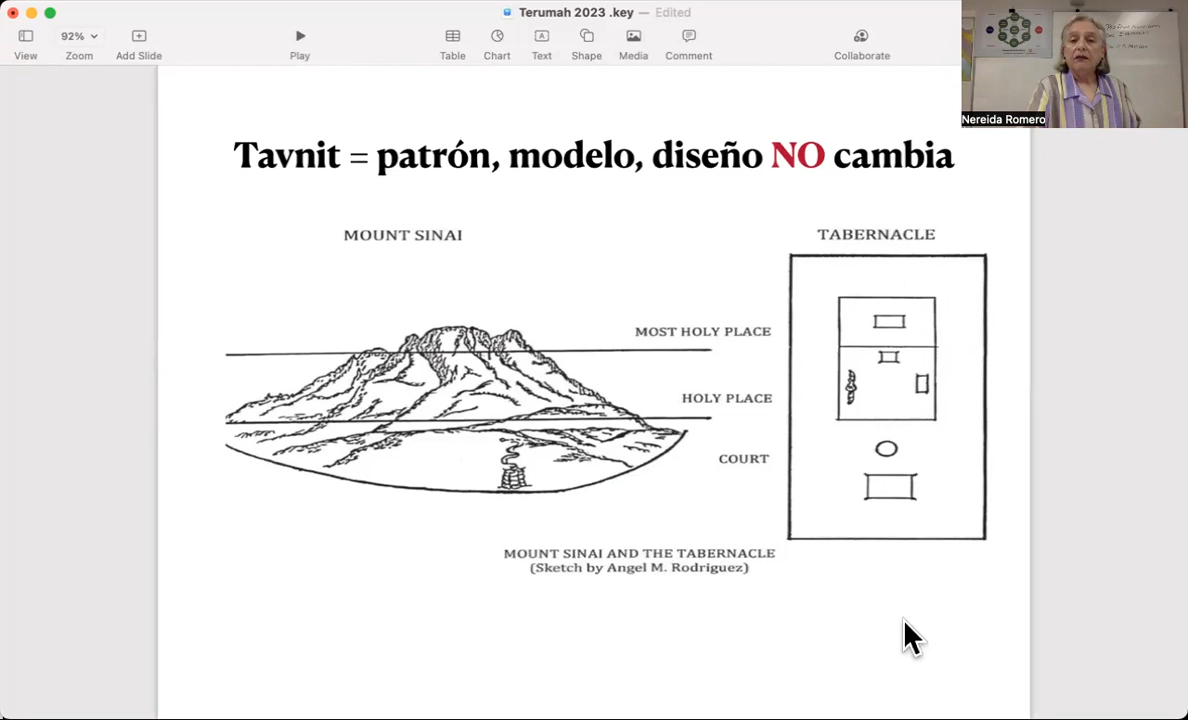 Terumah 2023 .key — Edited
92%
View
Zoom
Add Slide
Play
Table
Chart
Text
Shape
Media
Comment
Collaborate
Nereida Romero
Tavnit = patrón, modelo, diseño NO cambia
MOUNT SINAI
TABERNACLE
MOST HOLY PLACE
HOLY PLACE
COURT
MOUNT SINAI AND THE TABERNACLE
(Sketch by Angel M. Rodriguez)